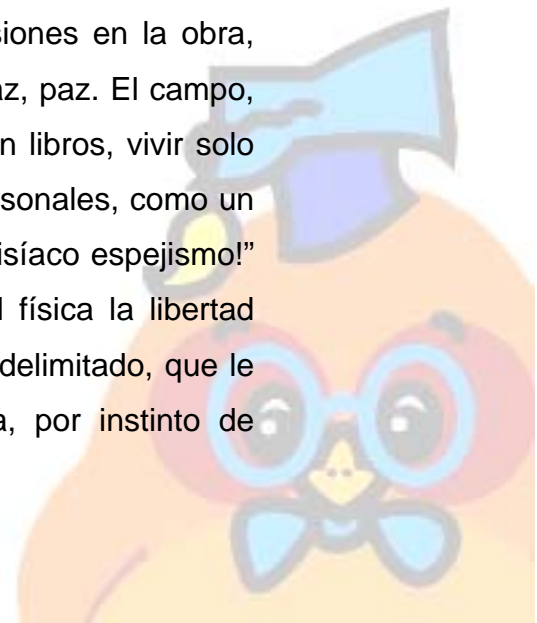 siones en la obra,
az, paz. El campo,
n libros, vivir solo
rsonales, como un
isíaco espejismo!”
l física la libertad
delimitado, que le
a, por instinto de